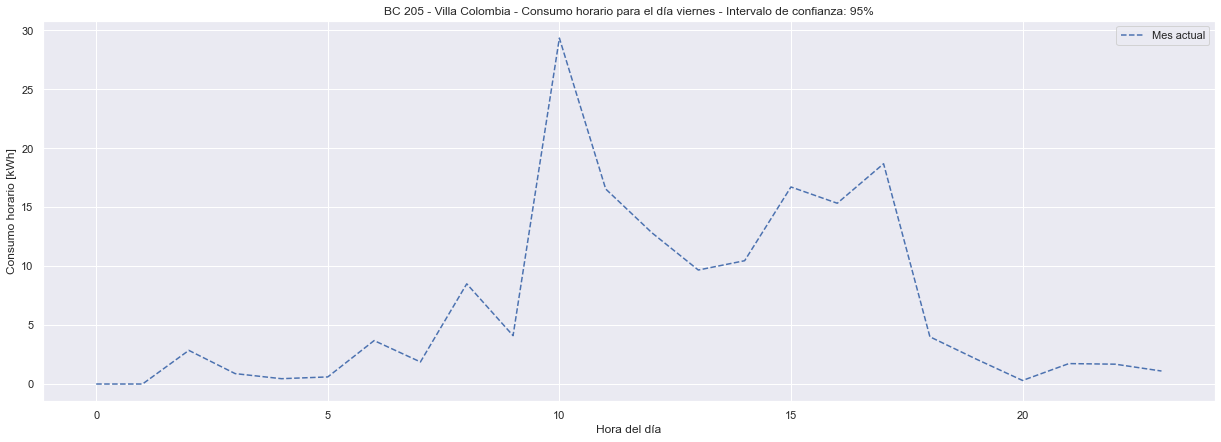 BC 205 - Villa Colombia - Consumo horario para el día viernes - Intervalo de confianza: 95%
Mes actual
Consumo horario [kWh]
30
25
20
15
10
5
0
0 5 10 15 20
Hora del día